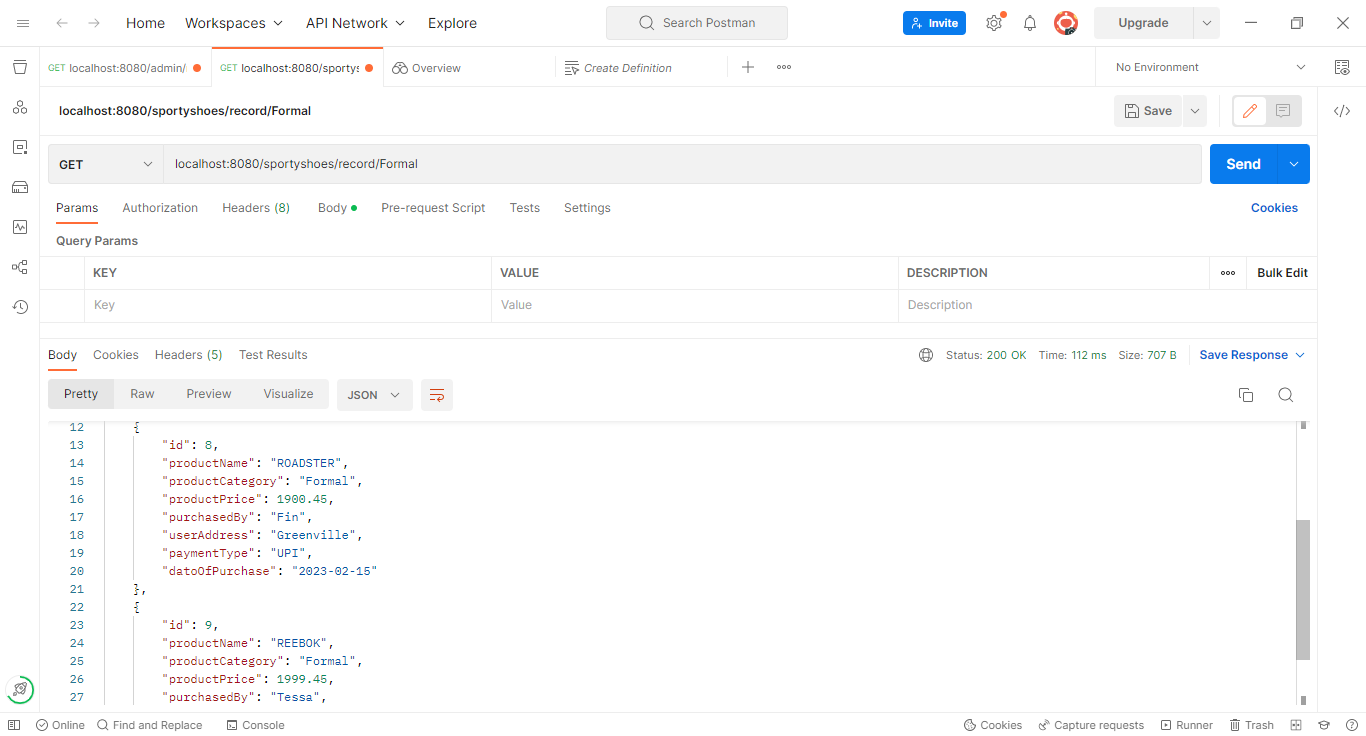 Home Workspaces API Network Explore Search Postman Invite Upgrade
GET localhost:8080/admin/ GET localhost:8080/sportys Overview Create Definition No Environment
localhost:8080/sportyshoes/record/Formal Save
GET localhost:8080/sportyshoes/record/Formal Send
Params Authorization Headers (8) Body Pre-request Script Tests Settings Cookies
Query Params
KEY VALUE DESCRIPTION Bulk Edit
Key Value Description
Body Cookies Headers (5) Test Results Status: 200 OK Time: 112 ms Size: 707 B Save Response
Pretty Raw Preview Visualize JSON
12 {
13 "id": 8,
14 "productName": "ROADSTER",
15 "productCategory": "Formal",
16 "productPrice": 1900.45,
17 "purchasedBy": "Fin",
18 "userAddress": "Greenville",
19 "paymentType": "UPI",
20 "datoOfPurchase": "2023-02-15"
21 },
22 {
23 "id": 9,
24 "productName": "REEBOK",
25 "productCategory": "Formal",
26 "productPrice": 1999.45,
27 "purchasedBy": "Tessa",
Online Find and Replace Console Cookies Capture requests Runner Trash